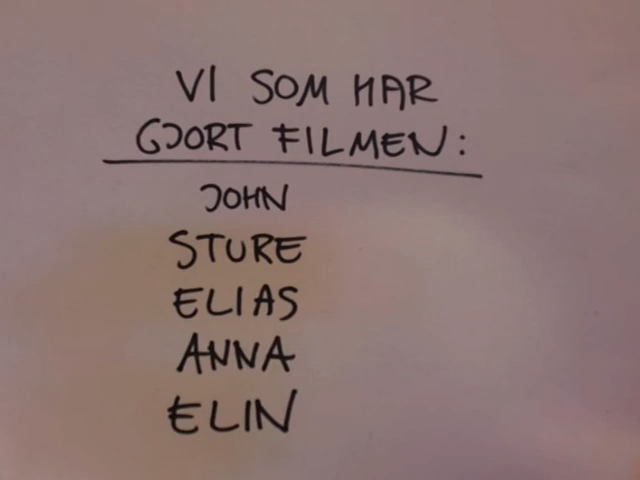 VI SOM HAR
GJORT FILMEN:
JOHN
STURE
ELIAS
ANNA
ELIN